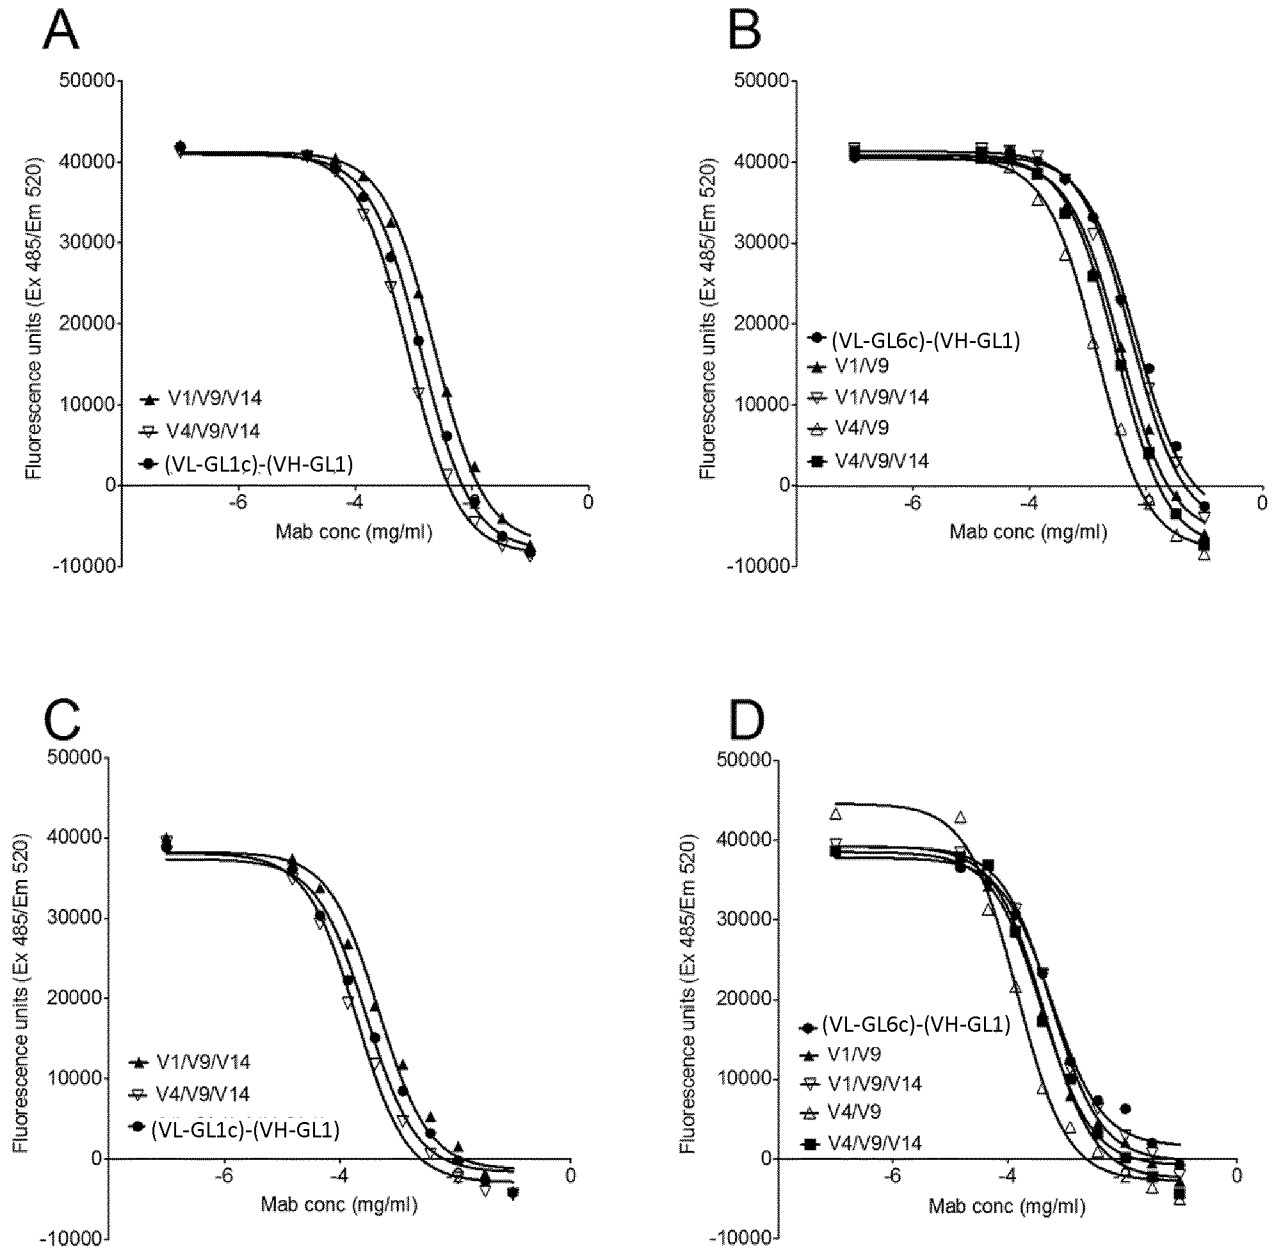 A
50000
40000
30000
20000
10000
0
-10000
-6
-4
-2
0
Fluorescence units (Ex 485/Em 520)
Mab conc (mg/ml)
V1/V9/V14
V4/V9/V14
(VL-GL1c)-(VH-GL1)
B
50000
40000
30000
20000
10000
0
-10000
-6
-4
-2
0
Fluorescence units (Ex 485/Em 520)
Mab conc (mg/ml)
(VL-GL6c)-(VH-GL1)
V1/V9
V1/V9/V14
V4/V9
V4/V9/V14
C
50000
40000
30000
20000
10000
0
-10000
-6
-4
-2
0
Fluorescence units (Ex 485/Em 520)
Mab conc (mg/ml)
V1/V9/V14
V4/V9/V14
(VL-GL1c)-(VH-GL1)
D
50000
40000
30000
20000
10000
0
-10000
-6
-4
-2
0
Fluorescence units (Ex 485/Em 520)
Mab conc (mg/ml)
(VL-GL6c)-(VH-GL1)
V1/V9
V1/V9/V14
V4/V9
V4/V9/V14